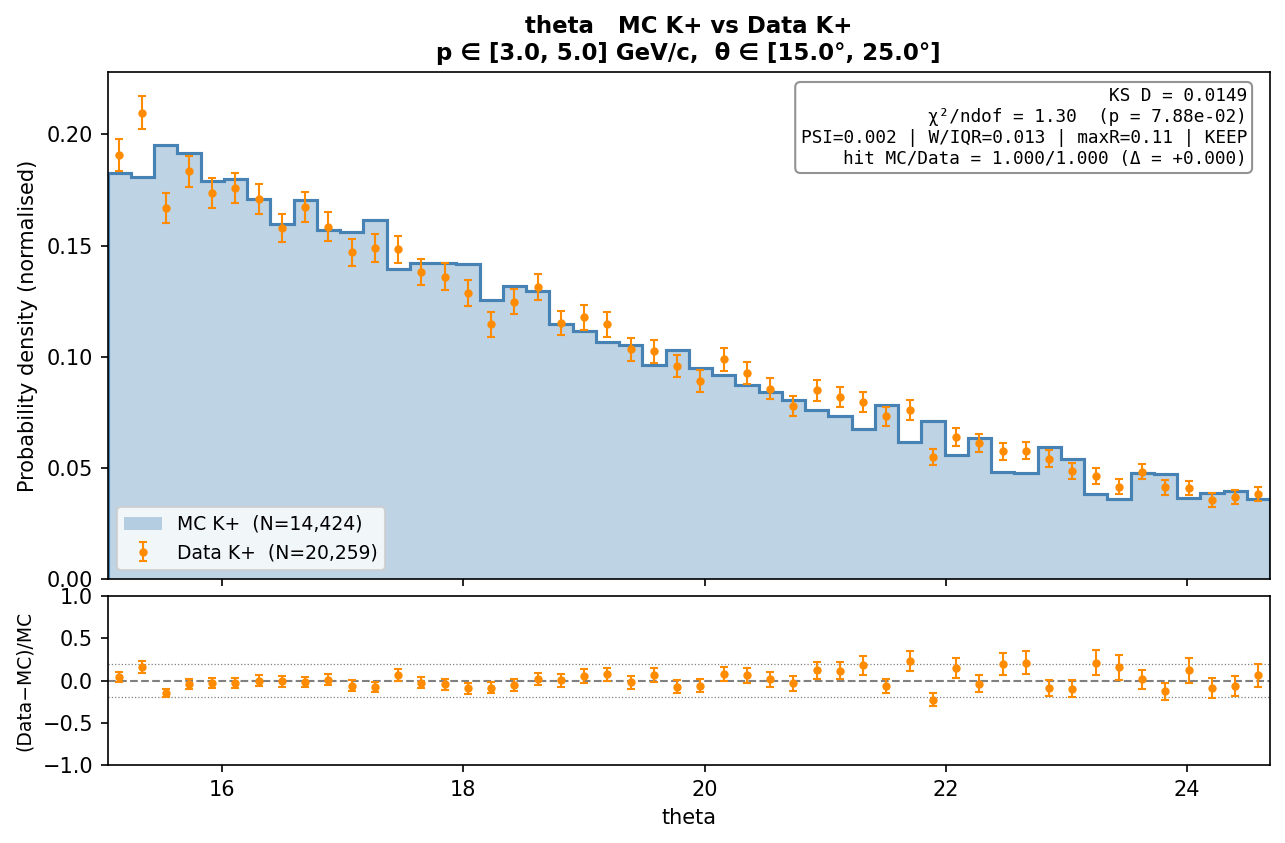 theta   MC K+ vs Data K+
p ∈ [3.0, 5.0] GeV/c,  θ ∈ [15.0°, 25.0°]
KS D = 0.0149
χ²/ndof = 1.30  (p = 7.88e-02)
PSI=0.002 | W/IQR=0.013 | maxR=0.11 | KEEP
hit MC/Data = 1.000/1.000 (Δ = +0.000)
Probability density (normalised)
0.20
0.15
0.10
0.05
0.00
MC K+  (N=14,424)
Data K+  (N=20,259)
(Data−MC)/MC
1.0
0.5
0.0
−0.5
−1.0
16 18 20 22 24
theta